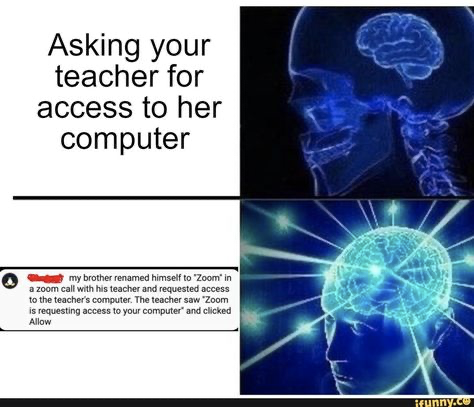 Asking your
teacher for
access to her
computer
my brother renamed himself to "Zoom" in
a zoom call with his teacher and requested access
to the teacher's computer. The teacher saw "Zoom
is requesting access to your computer" and clicked
Allow
ifunny.co